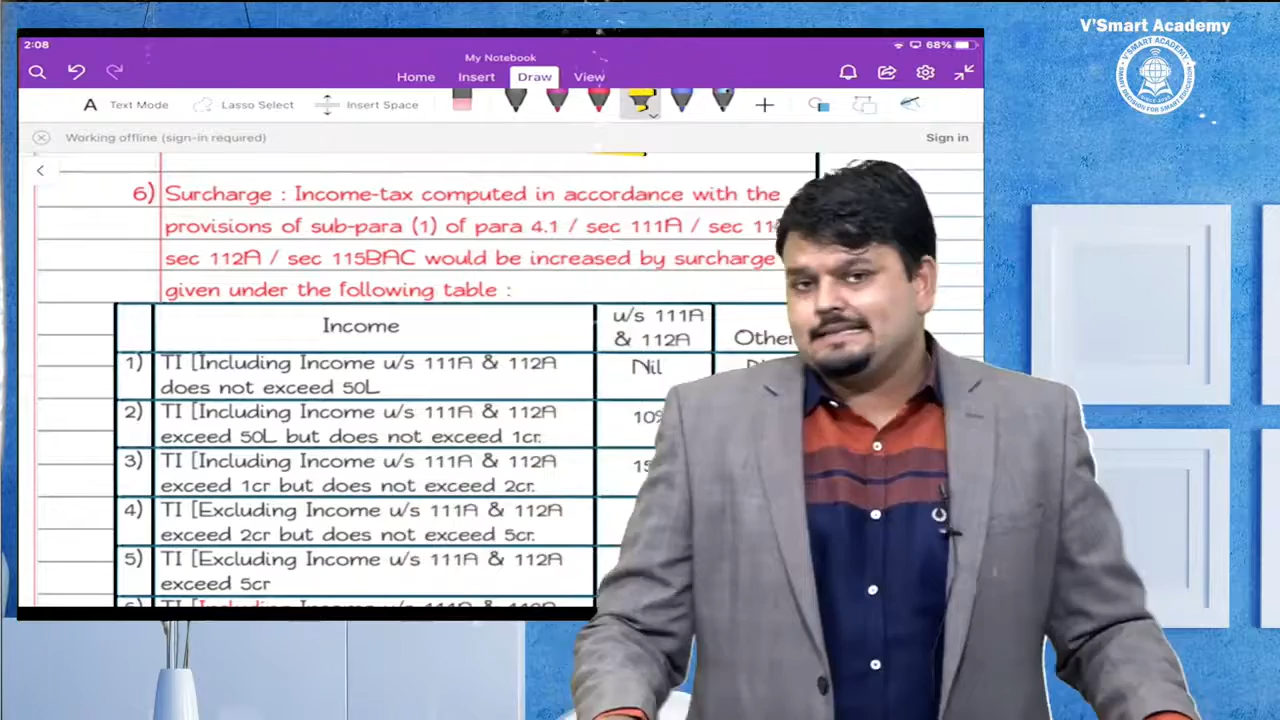 V'Smart Academy
2:08
68%
My Notebook
Home Insert Draw View
A Text Mode Lasso Select Insert Space
Working offline (sign-in required) Sign in
6) Surcharge : Income-tax computed in accordance with the
provisions of sub-para (1) of para 4.1 / sec 111A / sec
sec 112A / sec 115BAC would be increased by surcharge
given under the following table :
Income u/s 111A & 112A Other
1) TI [Including Income u/s 111A & 112A
does not exceed 50L Nil
2) TI [Including Income u/s 111A & 112A
exceed 50L but does not exceed 1cr. 10%
3) TI [Including Income u/s 111A & 112A
exceed 1cr but does not exceed 2cr.
4) TI [Excluding Income u/s 111A & 112A
exceed 2cr but does not exceed 5cr.
5) TI [Excluding Income u/s 111A & 112A
exceed 5cr